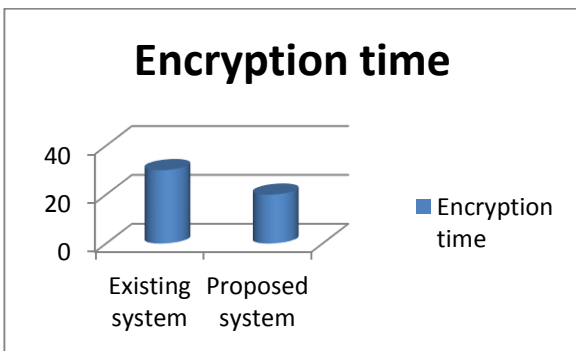 Encryption time
40
20
0
Existing system
Proposed system
Encryption time